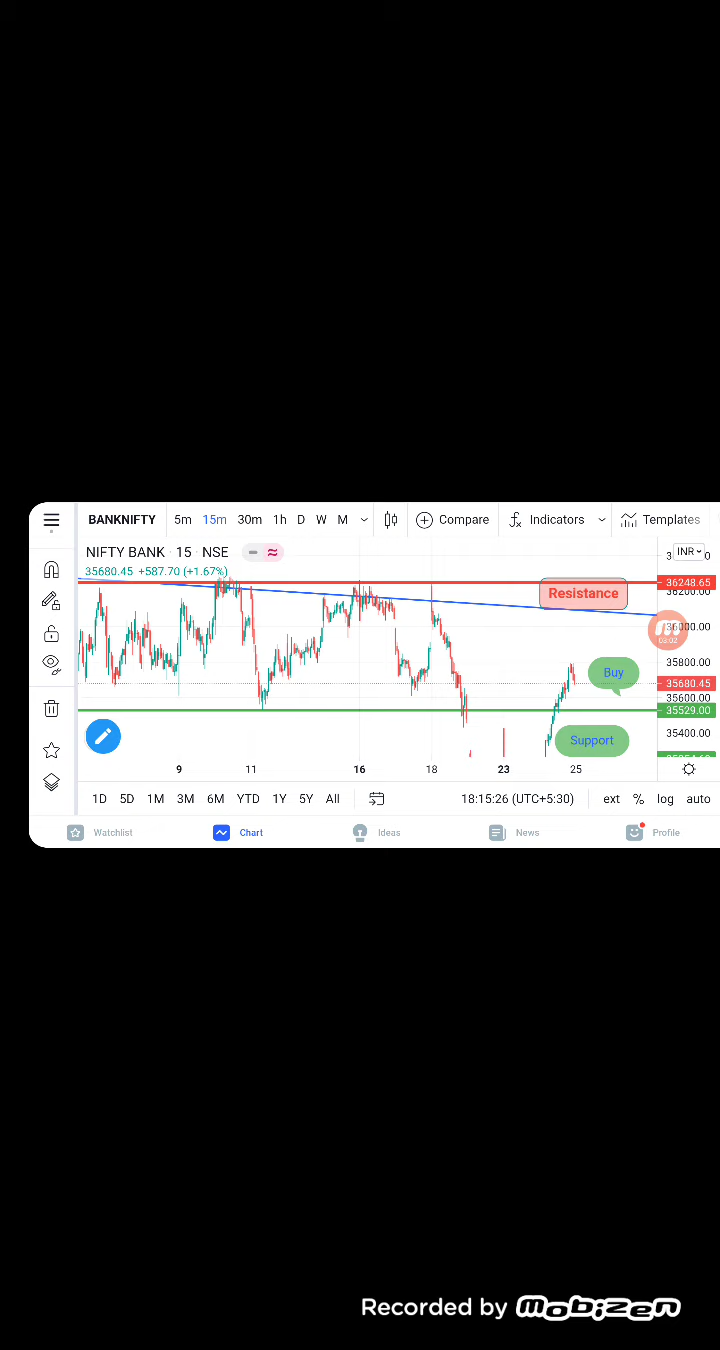 BANKNIFTY 5m 15m 30m 1h D W M Compare Indicators Templates
NIFTY BANK · 15 · NSE
INR
35680.45 +587.70 (+1.67%)
36248.65
Resistance
36200.00
36000.00
03:02
35800.00
Buy
35680.45
35600.00
35529.00
35400.00
Support
9 11 16 18 23 25
1D 5D 1M 3M 6M YTD 1Y 5Y All 18:15:26 (UTC+5:30) ext % log auto
Watchlist Chart Ideas News Profile
Recorded by Mobizen